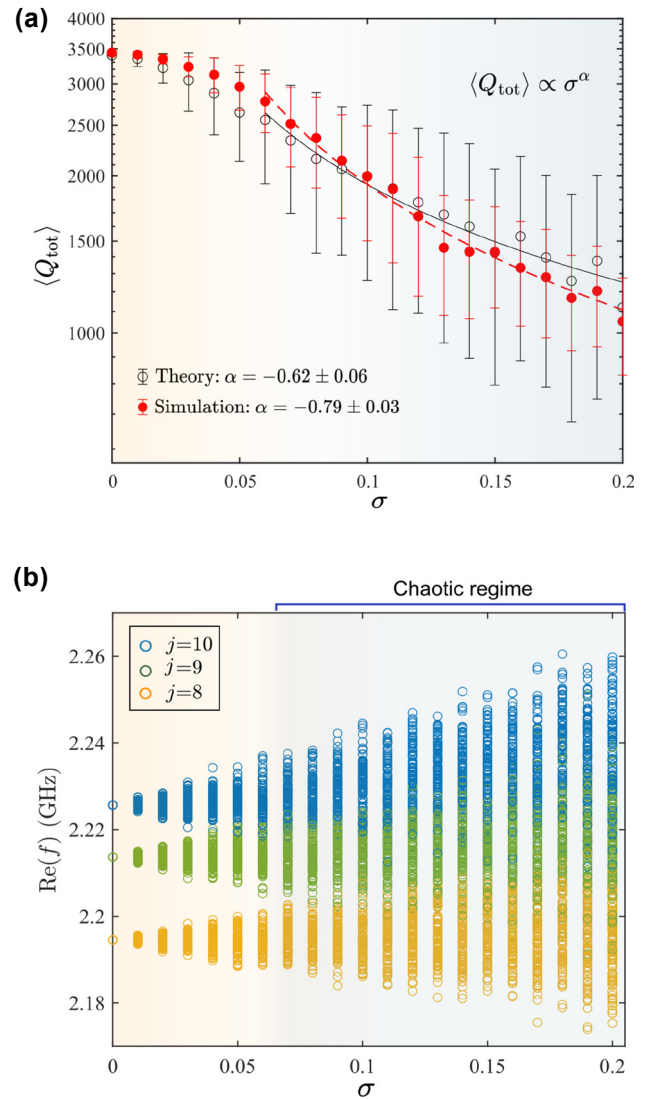 (a)
4000
3500
3000
2500
2000
1500
1000
⟨Q_tot⟩
⟨Q_tot⟩ ∝ σ^α
Theory: α = −0.62 ± 0.06
Simulation: α = −0.79 ± 0.03
0 0.05 0.1 0.15 0.2
σ
(b)
Chaotic regime
j=10
j=9
j=8
2.26
2.24
2.22
2.2
2.18
Re(f) (GHz)
0 0.05 0.1 0.15 0.2
σ